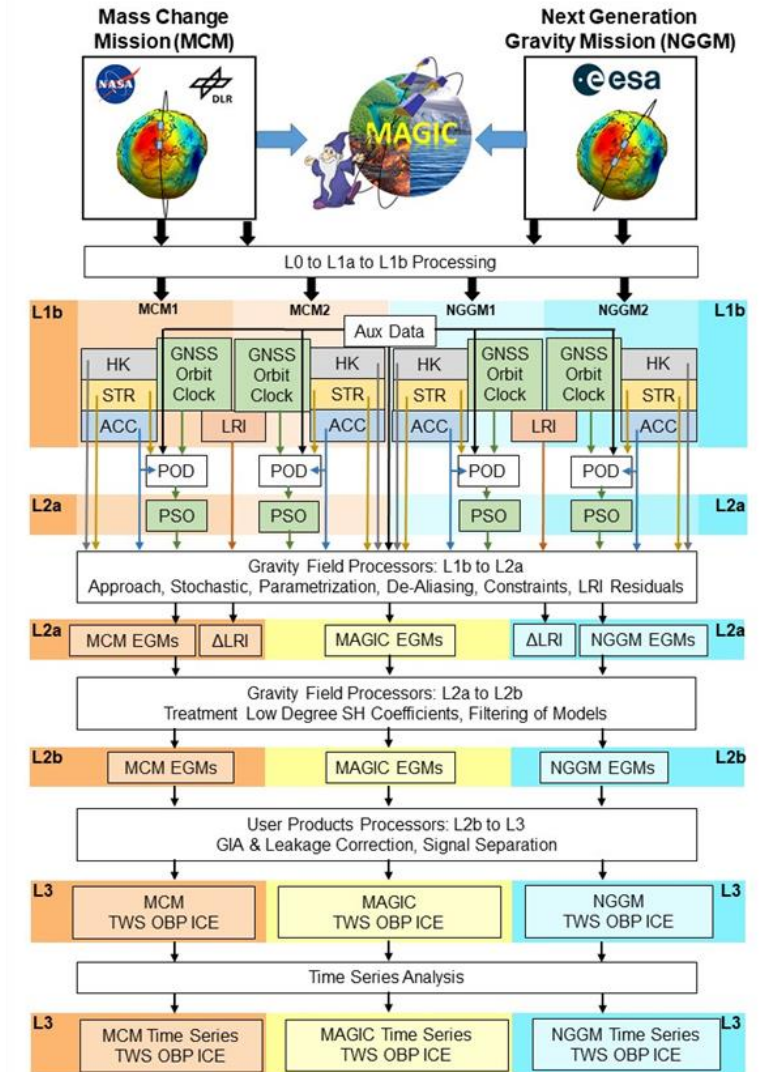 Mass Change
Mission (MCM)
Next Generation
Gravity Mission (NGGM)
NASA
DLR
esa
MAGIC
L0 to L1a to L1b Processing
L1b
MCM1
MCM2
NGGM1
NGGM2
L1b
Aux Data
HK
GNSS
Orbit
Clock
GNSS
Orbit
Clock
HK
HK
GNSS
Orbit
Clock
GNSS
Orbit
Clock
HK
STR
STR
STR
STR
ACC
LRI
ACC
ACC
LRI
ACC
POD
POD
POD
POD
L2a
PSO
PSO
PSO
PSO
L2a
Gravity Field Processors: L1b to L2a
Approach, Stochastic, Parametrization, De-Aliasing, Constraints, LRI Residuals
L2a
MCM EGMs
ΔLRI
MAGIC EGMs
ΔLRI
NGGM EGMs
L2a
Gravity Field Processors: L2a to L2b
Treatment Low Degree SH Coefficients, Filtering of Models
L2b
MCM EGMs
MAGIC EGMs
NGGM EGMs
L2b
User Products Processors: L2b to L3
GIA & Leakage Correction, Signal Separation
L3
MCM
TWS OBP ICE
MAGIC
TWS OBP ICE
NGGM
TWS OBP ICE
L3
Time Series Analysis
L3
MCM Time Series
TWS OBP ICE
MAGIC Time Series
TWS OBP ICE
NGGM Time Series
TWS OBP ICE
L3